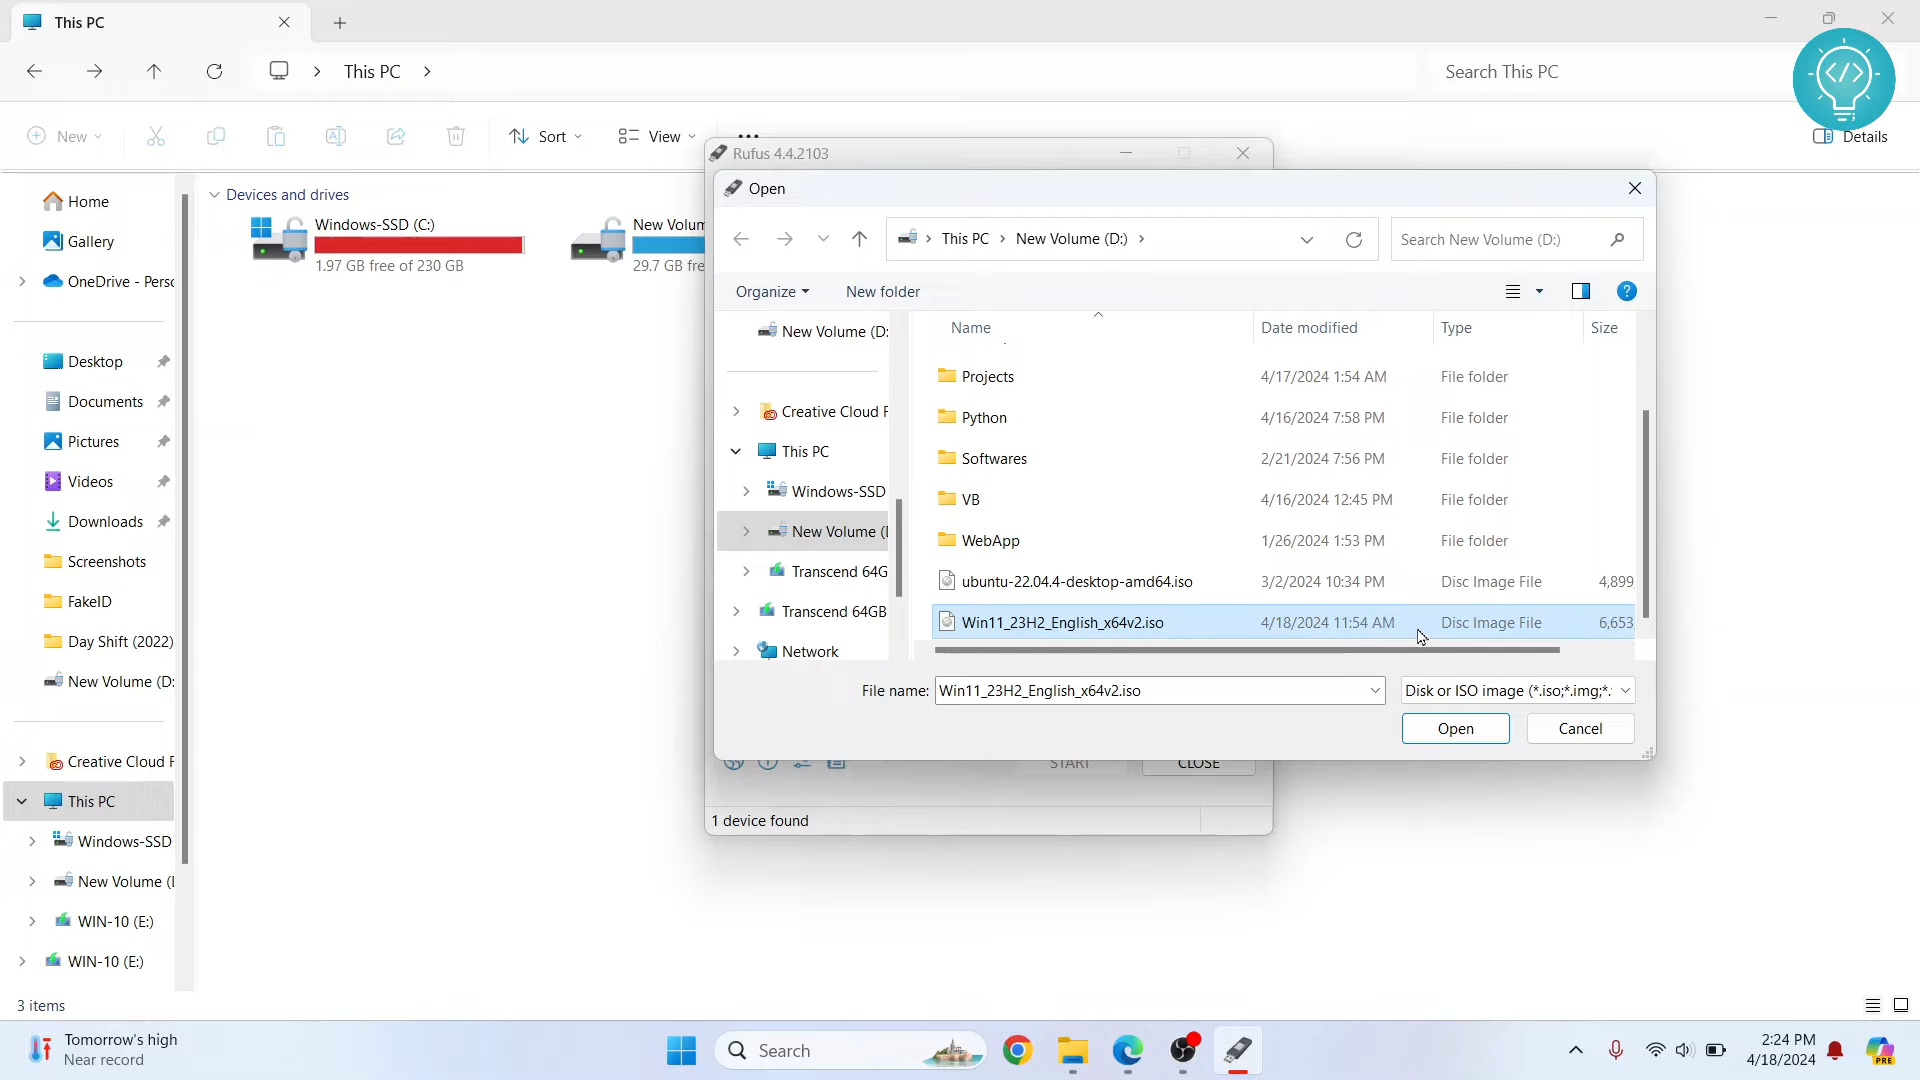 This PC
This PC
Search This PC
New
Sort
View
Details
Home
Gallery
OneDrive - Pers
Desktop
Documents
Pictures
Videos
Downloads
Screenshots
FakeID
Day Shift (2022)
New Volume (D:
Creative Cloud F
This PC
Windows-SSD
New Volume (
WIN-10 (E:)
WIN-10 (E:)
3 items
Devices and drives
Windows-SSD (C:)
1.97 GB free of 230 GB
New Volum
29.7 GB fre
Rufus 4.4.2103
Open
This PC > New Volume (D:)
Search New Volume (D:)
Organize
New folder
New Volume (D:
Creative Cloud F
This PC
Windows-SSD
New Volume (
Transcend 64G
Transcend 64GB
Network
Name Date modified Type Size
Projects 4/17/2024 1:54 AM File folder
Python 4/16/2024 7:58 PM File folder
Softwares 2/21/2024 7:56 PM File folder
VB 4/16/2024 12:45 PM File folder
WebApp 1/26/2024 1:53 PM File folder
ubuntu-22.04.4-desktop-amd64.iso 3/2/2024 10:34 PM Disc Image File 4,899
Win11_23H2_English_x64v2.iso 4/18/2024 11:54 AM Disc Image File 6,653
File name: Win11_23H2_English_x64v2.iso
Disk or ISO image (*.iso;*.img;*.
Open
Cancel
START
CLOSE
1 device found
Tomorrow's high
Near record
Search
2:24 PM
4/18/2024
PRE